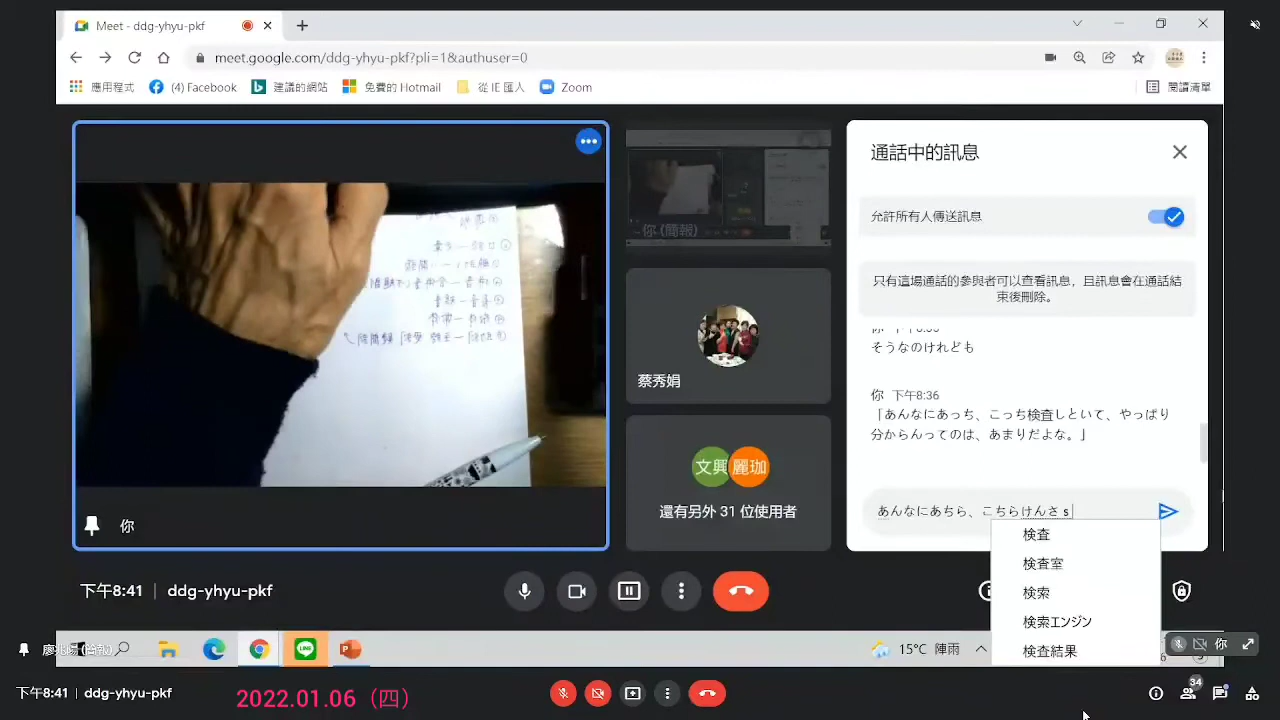 Meet - ddg-yhyu-pkf
meet.google.com/ddg-yhyu-pkf?pli=1&authuser=0
應用程式 (4) Facebook 建議的網站 免費的 Hotmail 從 IE 匯入 Zoom 閱讀清單
通話中的訊息
允許所有人傳送訊息
只有這場通話的參與者可以查看訊息，且訊息會在通話結
束後刪除。
そうなのけれども
你 下午8:36
「あんなにあっち、こっち検査しといて、やっぱり
分からんってのは、あまりだよな。」
あんなにあちら、こちらけんさ s
検査
検査室
検索
検索エンジン
検査結果
你 (簡報)
蔡秀娟
文興 麗珈
還有另外 31 位使用者
你
下午8:41 | ddg-yhyu-pkf
15°C 陣雨
你
下午8:41 | ddg-yhyu-pkf
2022.01.06（四）
34